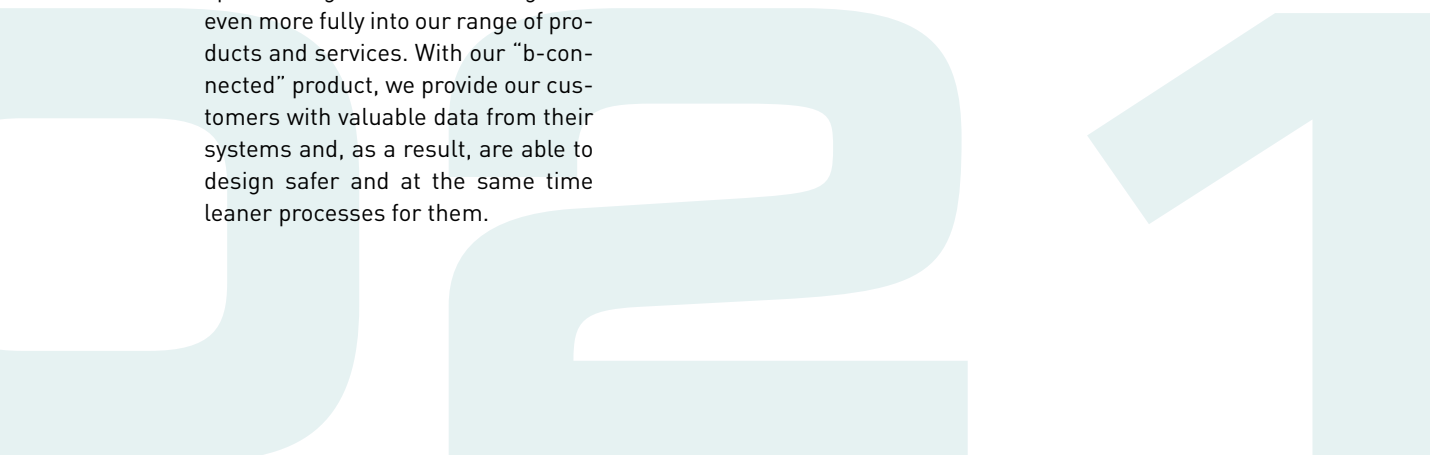 even more fully into our range of pro-
ducts and services. With our “b-con-
nected” product, we provide our cus-
tomers with valuable data from their
systems and, as a result, are able to
design safer and at the same time
leaner processes for them.
021